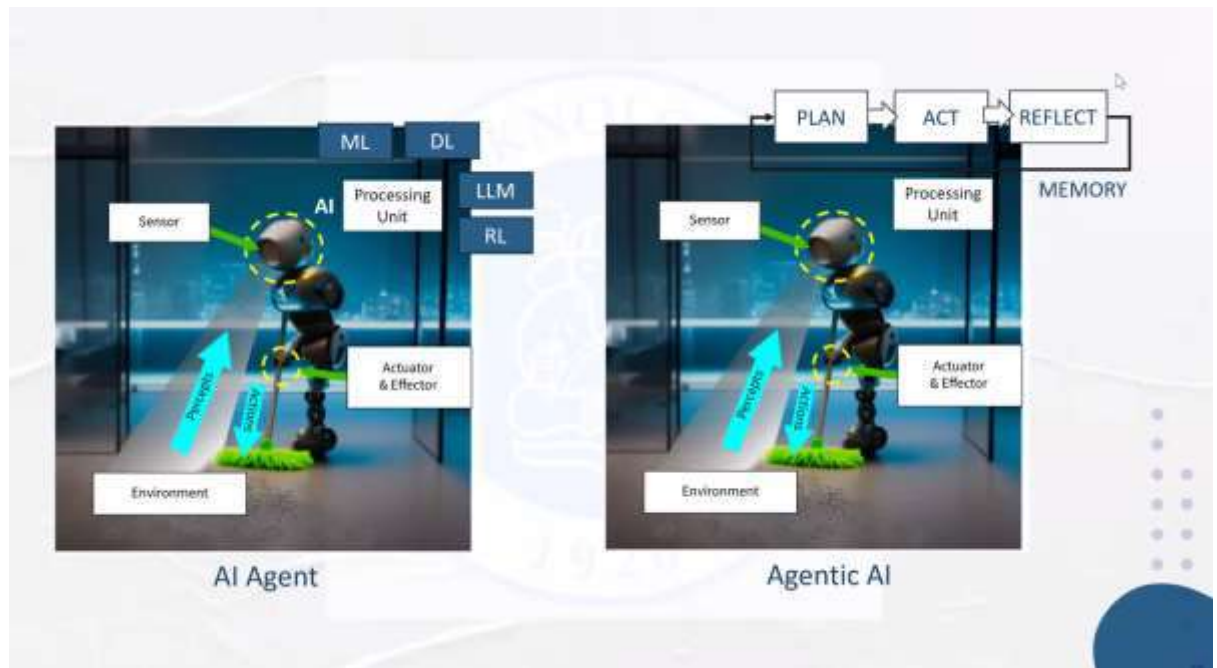 ML
DL
LLM
RL
AI
Processing
Unit
Sensor
Percepts
Actions
Actuator
& Effector
Environment
AI Agent
PLAN
ACT
REFLECT
MEMORY
Processing
Unit
Sensor
Percepts
Actions
Actuator
& Effector
Environment
Agentic AI